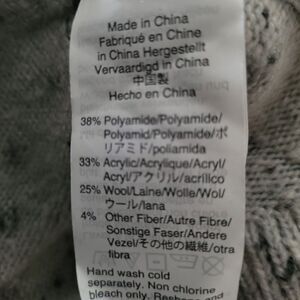 Made in China
Fabriqué en Chine
in China Hergestellt
Vervaardigd in China
中国製
Hecho en China
38% Polyamide/Polyamide/
Polyamid/Polyamide/ポ
リアミド/poliamida
33% Acrylic/Acrylique/Acryl/
Acryl/アクリル/acrílico
25% Wool/Laine/Wolle/Wol/
ウール/lana
4% Other Fiber/Autre Fibre/
Sonstige Faser/Andere
Vezel/その他の繊維/otra
fibra
Hand wash cold
separately. Non chlorine
bleach only. Reshape and